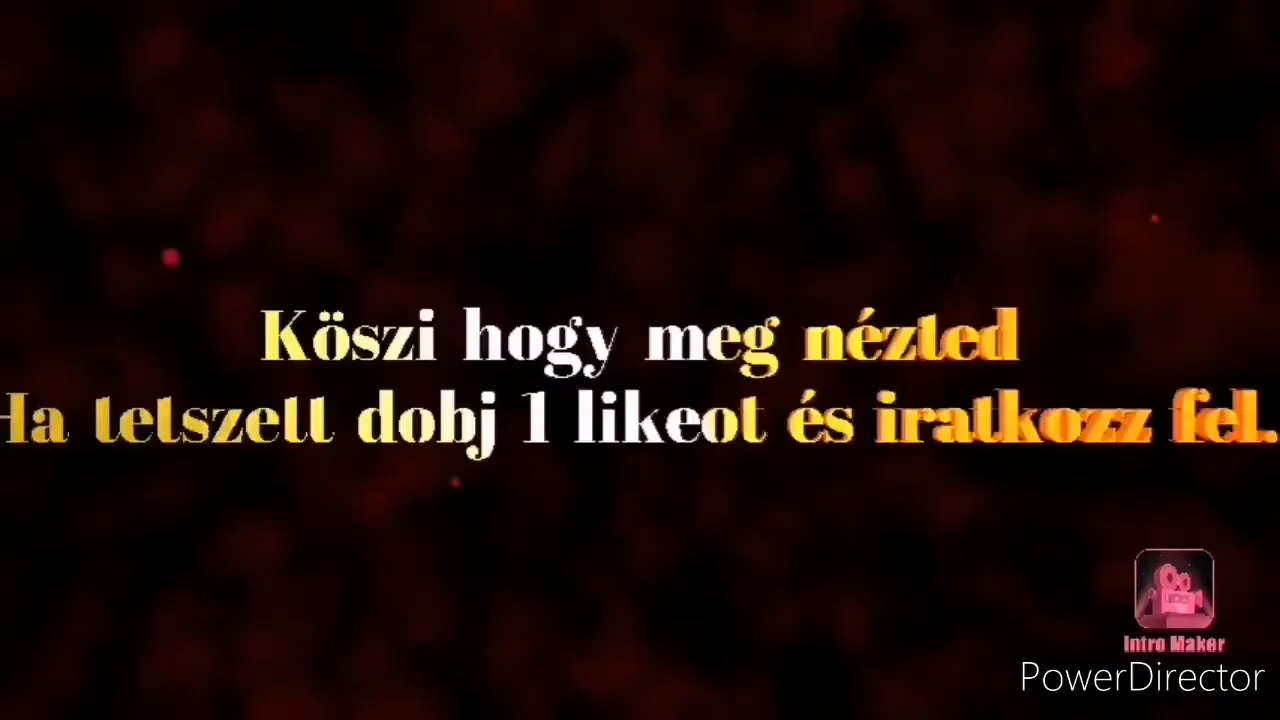 Köszi hogy meg nézted
Ha tetszett dobj 1 likeot és iratkozz fel.
Intro Maker
PowerDirector